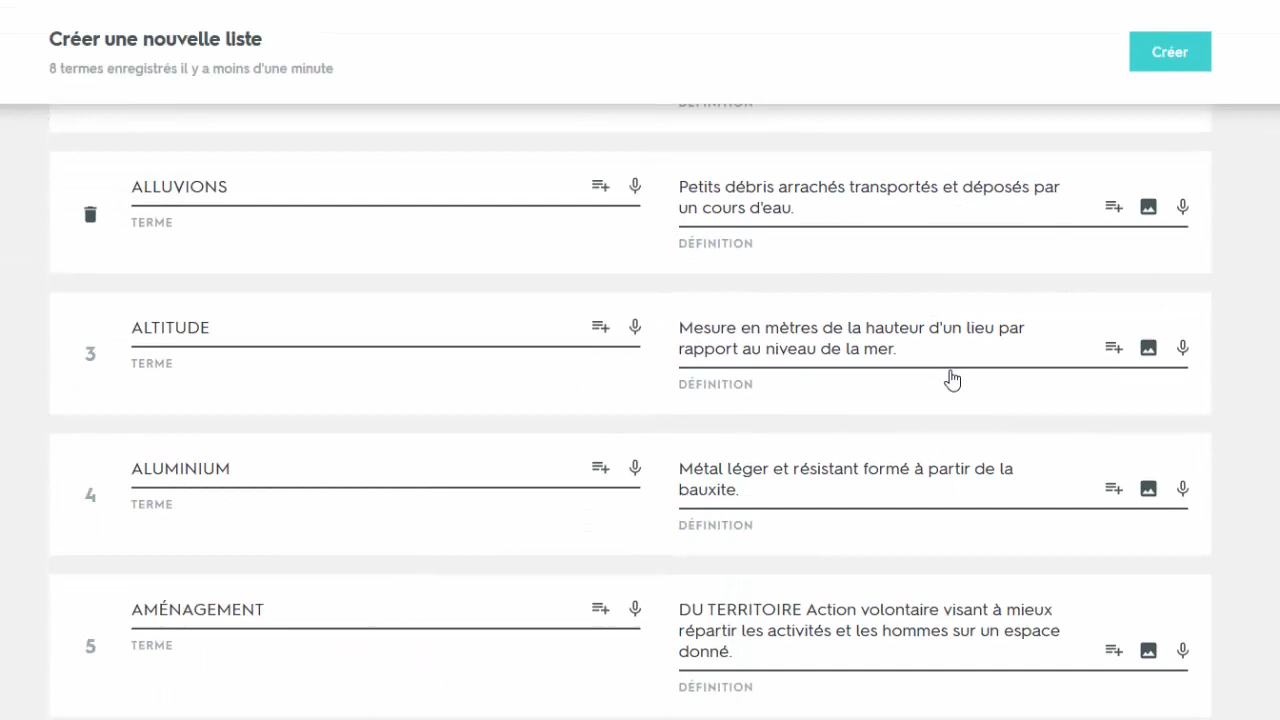 Créer une nouvelle liste
8 termes enregistrés il y a moins d'une minute
Créer
DÉFINITION
ALLUVIONS
TERME
Petits débris arrachés transportés et déposés par
un cours d'eau.
DÉFINITION
3
ALTITUDE
TERME
Mesure en mètres de la hauteur d'un lieu par
rapport au niveau de la mer.
DÉFINITION
4
ALUMINIUM
TERME
Métal léger et résistant formé à partir de la
bauxite.
DÉFINITION
5
AMÉNAGEMENT
TERME
DU TERRITOIRE Action volontaire visant à mieux
répartir les activités et les hommes sur un espace
donné.
DÉFINITION